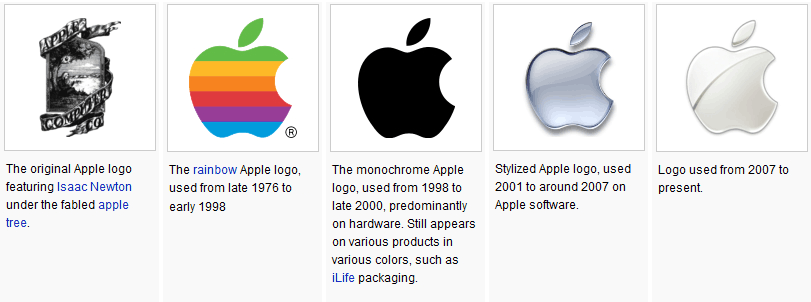 APPLE
COMPUTER
CO
®
The original Apple logo
featuring Isaac Newton
under the fabled apple
tree.
The rainbow Apple logo,
used from late 1976 to
early 1998
The monochrome Apple
logo, used from 1998 to
late 2000, predominantly
on hardware. Still appears
on various products in
various colors, such as
iLife packaging.
Stylized Apple logo, used
2001 to around 2007 on
Apple software.
Logo used from 2007 to
present.